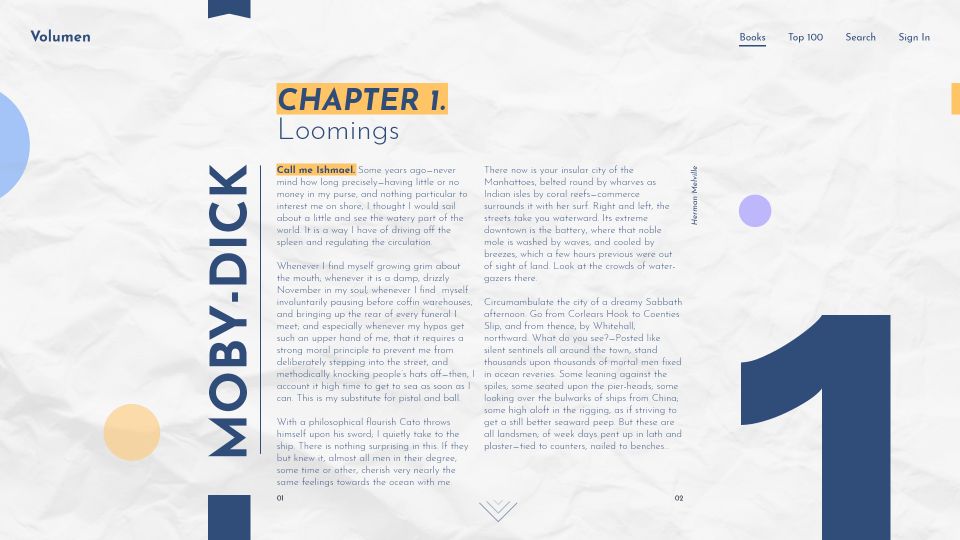 Volumen
Books
Top 100
Search
Sign In
CHAPTER 1.
Loomings
MOBY-DICK
Call me Ishmael. Some years ago—never
mind how long precisely—having little or no
money in my purse, and nothing particular to
interest me on shore, I thought I would sail
about a little and see the watery part of the
world. It is a way I have of driving off the
spleen and regulating the circulation.
Whenever I find myself growing grim about
the mouth; whenever it is a damp, drizzly
November in my soul; whenever I find myself
involuntarily pausing before coffin warehouses,
and bringing up the rear of every funeral I
meet; and especially whenever my hypos get
such an upper hand of me, that it requires a
strong moral principle to prevent me from
deliberately stepping into the street, and
methodically knocking people's hats off—then, I
account it high time to get to sea as soon as I
can. This is my substitute for pistol and ball.
With a philosophical flourish Cato throws
himself upon his sword; I quietly take to the
ship. There is nothing surprising in this. If they
but knew it, almost all men in their degree,
some time or other, cherish very nearly the
same feelings towards the ocean with me.
01
There now is your insular city of the
Manhattoes, belted round by wharves as
Indian isles by coral reefs—commerce
surrounds it with her surf. Right and left, the
streets take you waterward. Its extreme
downtown is the battery, where that noble
mole is washed by waves, and cooled by
breezes, which a few hours previous were out
of sight of land. Look at the crowds of water-
gazers there.
Circumambulate the city of a dreamy Sabbath
afternoon. Go from Corlears Hook to Coenties
Slip, and from thence, by Whitehall,
northward. What do you see?—Posted like
silent sentinels all around the town, stand
thousands upon thousands of mortal men fixed
in ocean reveries. Some leaning against the
spiles; some seated upon the pier-heads; some
looking over the bulwarks of ships from China;
some high aloft in the rigging, as if striving to
get a still better seaward peep. But these are
all landsmen; of week days pent up in lath and
plaster—tied to counters, nailed to benches...
02
Herman Melville
1